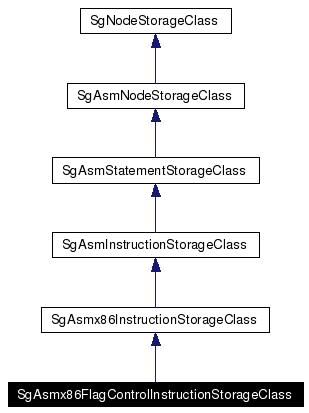 SgNodeStorageClass
SgAsmNodeStorageClass
SgAsmStatementStorageClass
SgAsmInstructionStorageClass
SgAsmx86InstructionStorageClass
SgAsmx86FlagControlInstructionStorageClass